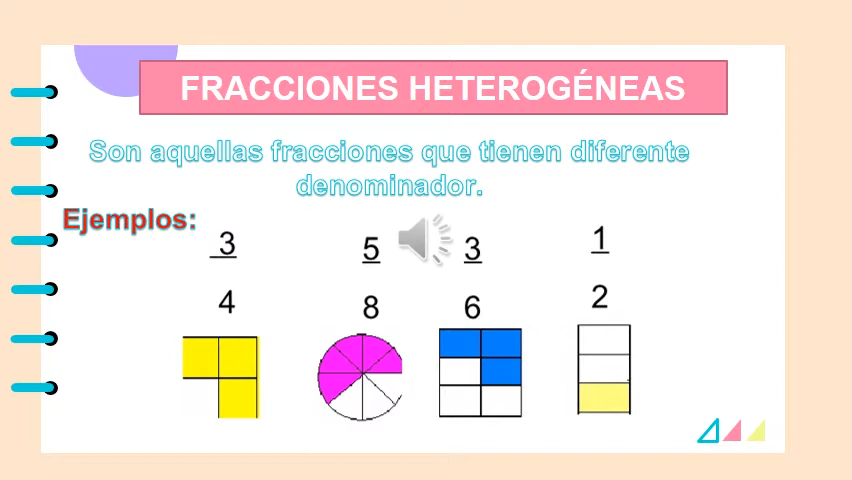 FRACCIONES HETEROGÉNEAS
Son aquellas fracciones que tienen diferente
denominador.
Ejemplos:
3 5 3 1
4 8 6 2